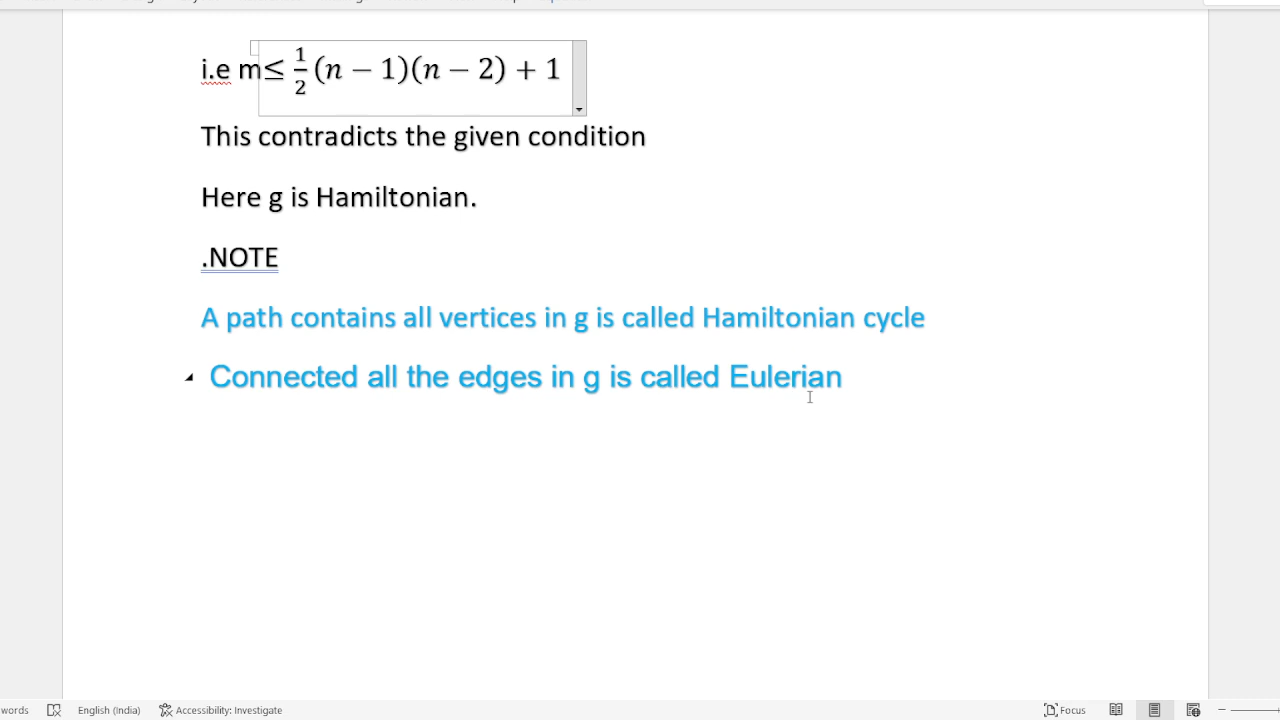 i.e m≤ 1/2 (n − 1)(n − 2) + 1
This contradicts the given condition
Here g is Hamiltonian.
.NOTE
A path contains all vertices in g is called Hamiltonian cycle
Connected all the edges in g is called Eulerian
words English (India) Accessibility: Investigate Focus